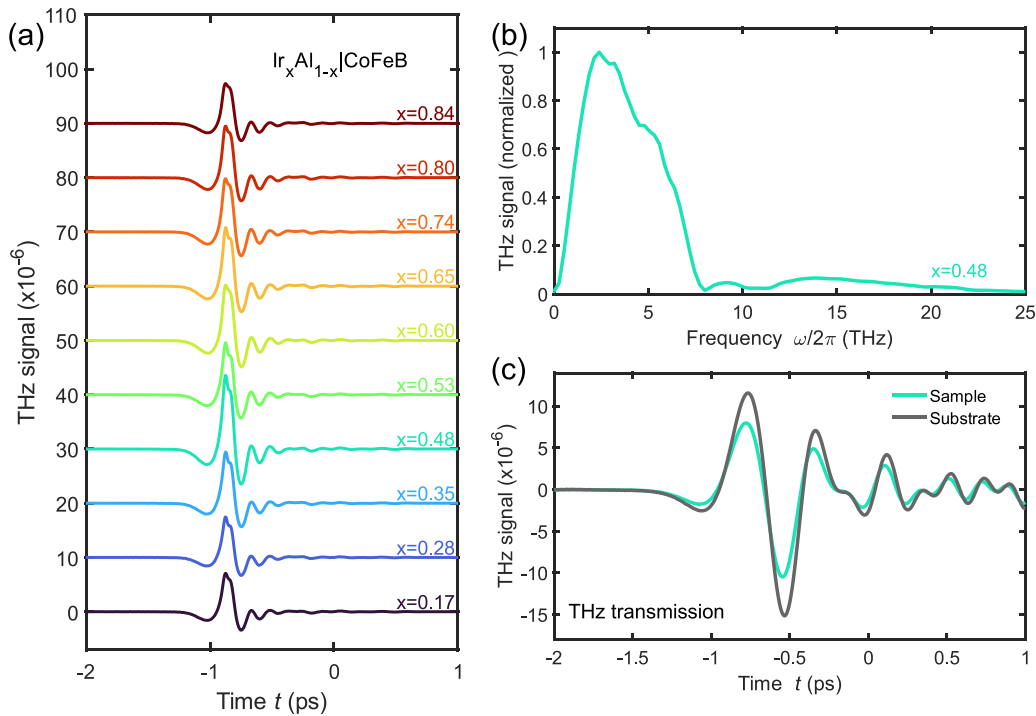 (a)
110
100
90
80
70
60
50
40
30
20
10
0
THz signal (x10-6)
IrxAl1-x|CoFeB
x=0.84
x=0.80
x=0.74
x=0.65
x=0.60
x=0.53
x=0.48
x=0.35
x=0.28
x=0.17
-2 -1 0 1
Time t (ps)
(b)
1
0.8
0.6
0.4
0.2
0
THz signal (normalized )
x=0.48
0 5 10 15 20 25
Frequency ω/2π (THz)
(c)
10
5
0
-5
-10
-15
THz signal (x10-6)
Sample
Substrate
THz transmission
-2 -1.5 -1 -0.5 0 0.5 1
Time t (ps)